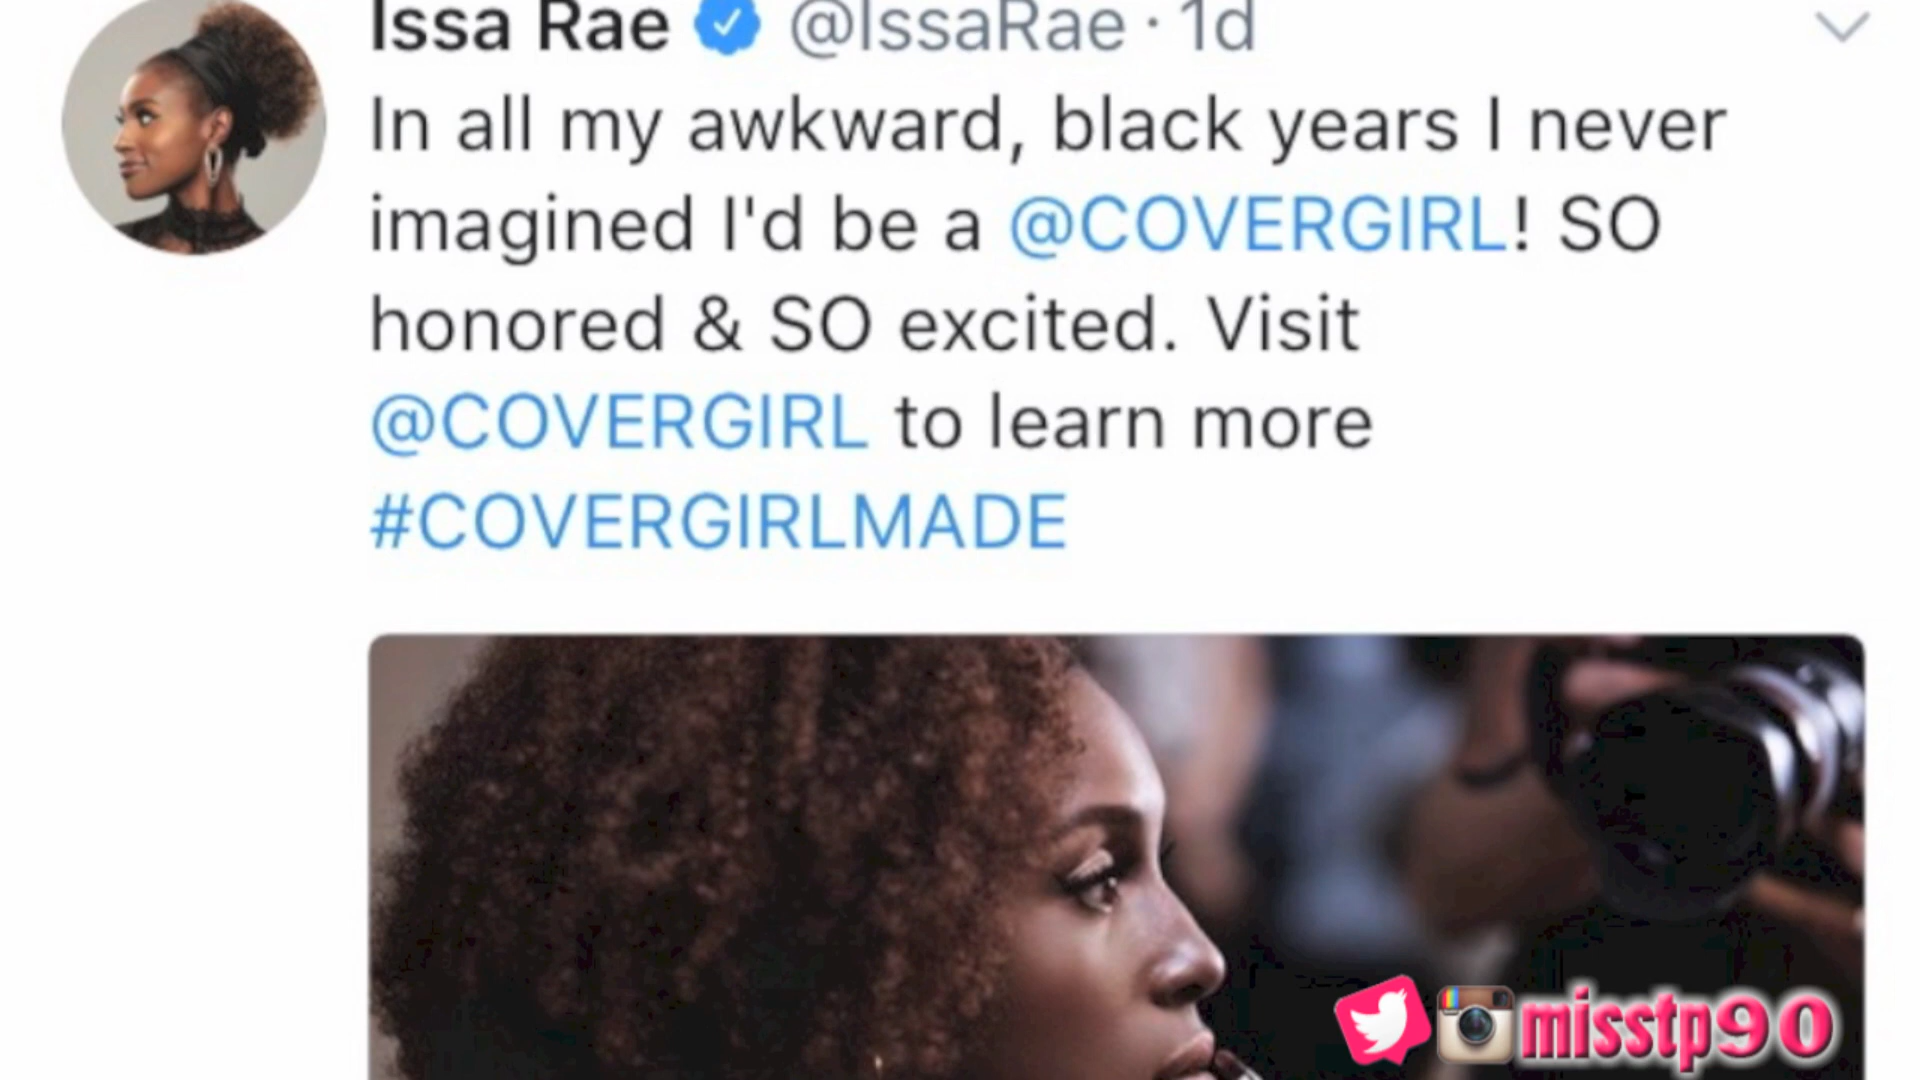 Issa Rae @IssaRae · 1d
In all my awkward, black years I never
imagined I'd be a @COVERGIRL! SO
honored & SO excited. Visit
@COVERGIRL to learn more
#COVERGIRLMADE
misstp90